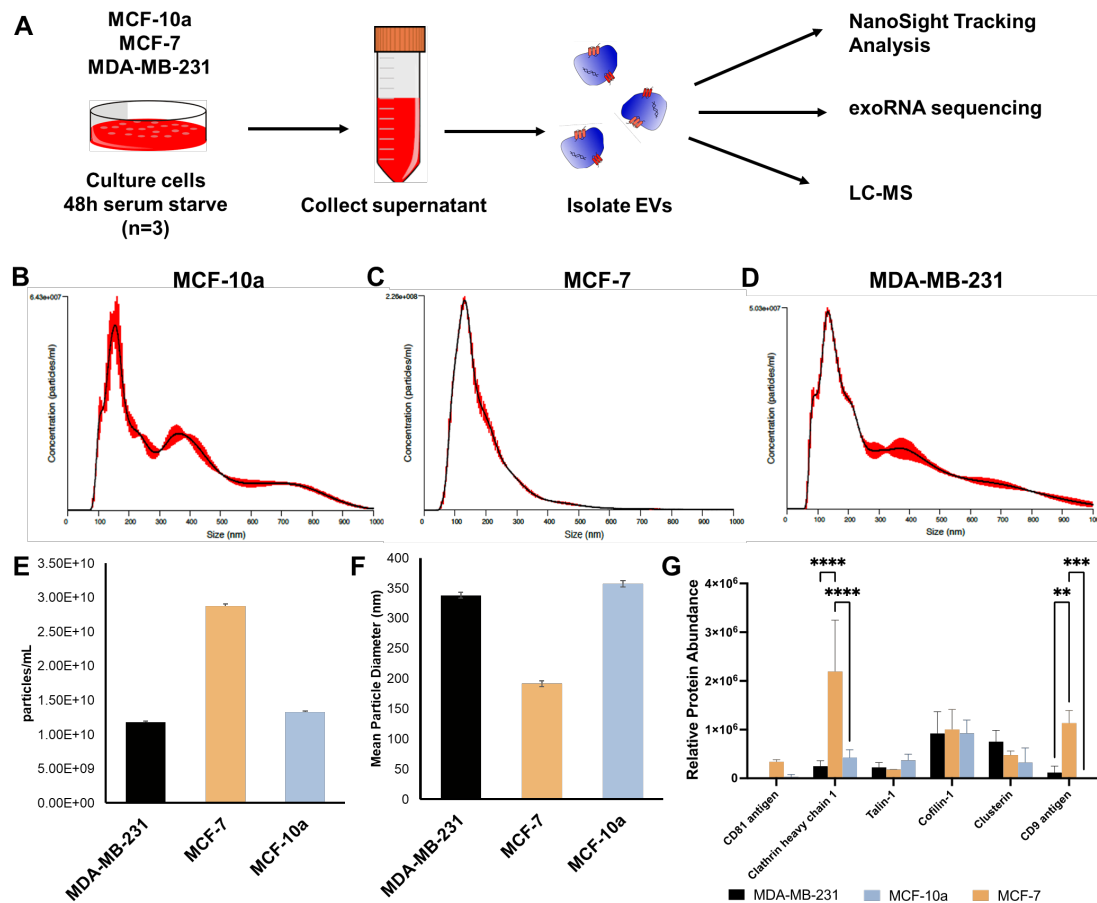 A
MCF-10a
MCF-7
MDA-MB-231
Culture cells
48h serum starve
(n=3)
Collect supernatant
Isolate EVs
NanoSight Tracking
Analysis
exoRNA sequencing
LC-MS
B
MCF-10a
6.43e+007
Concentration (particles/ml)
0 100 200 300 400 500 600 700 800 900 1000
Size (nm)
C
MCF-7
2.26e+008
Concentration (particles/ml)
0 100 200 300 400 500 600 700 800 900 1000
Size (nm)
D
MDA-MB-231
5.03e+007
Concentration (particles/ml)
0 100 200 300 400 500 600 700 800 900 1000
Size (nm)
E
particles/mL
3.50E+10
3.00E+10
2.50E+10
2.00E+10
1.50E+10
1.00E+10
5.00E+09
0.00E+00
MDA-MB-231
MCF-7
MCF-10a
F
Mean Particle Diameter (nm)
400
350
300
250
200
150
100
50
0
MDA-MB-231
MCF-7
MCF-10a
G
Relative Protein Abundance
4×10⁶
3×10⁶
2×10⁶
1×10⁶
0
****
****
***
**
CD81 antigen
Clathrin heavy chain 1
Talin-1
Cofilin-1
Clusterin
CD9 antigen
MDA-MB-231 MCF-10a MCF-7